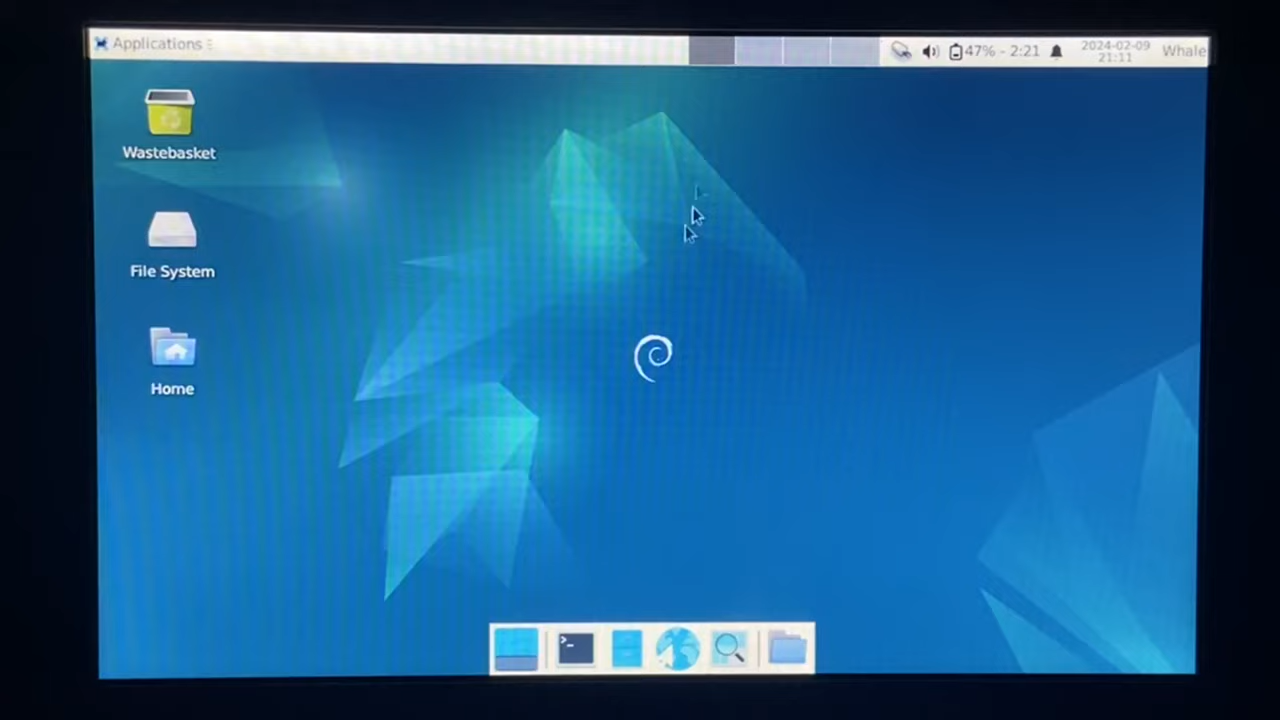 Applications
47% - 2:21
2024-02-09
21:11
Whale
Wastebasket
File System
Home